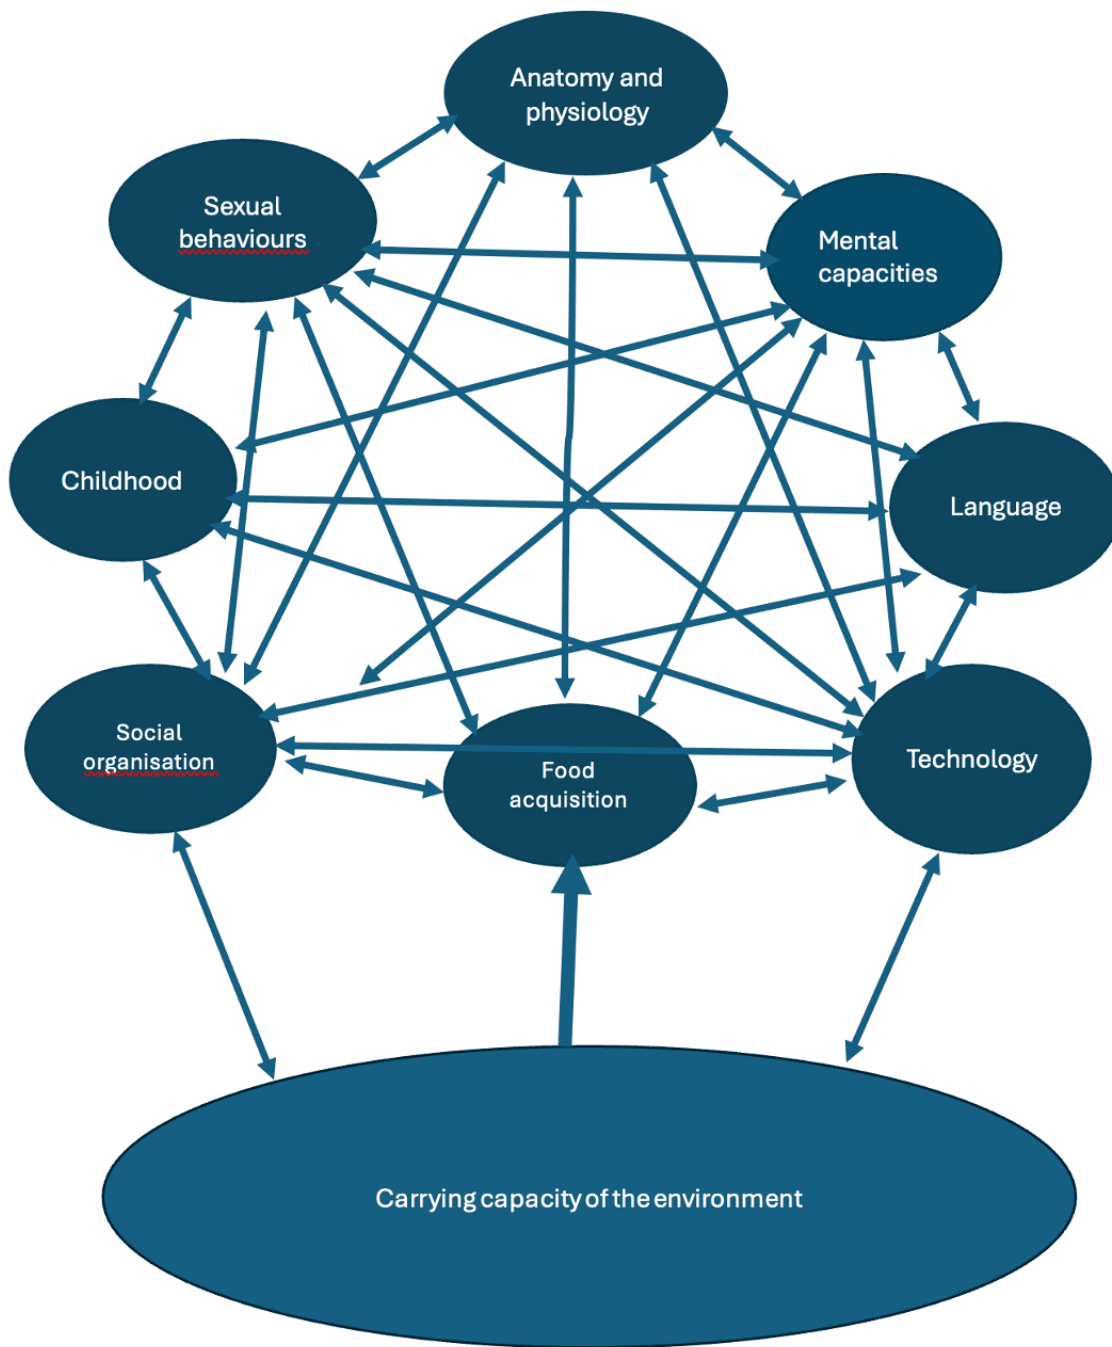 Anatomy and
physiology
Sexual
behaviours
Mental
capacities
Childhood
Language
Social
organisation
Food
acquisition
Technology
Carrying capacity of the environment